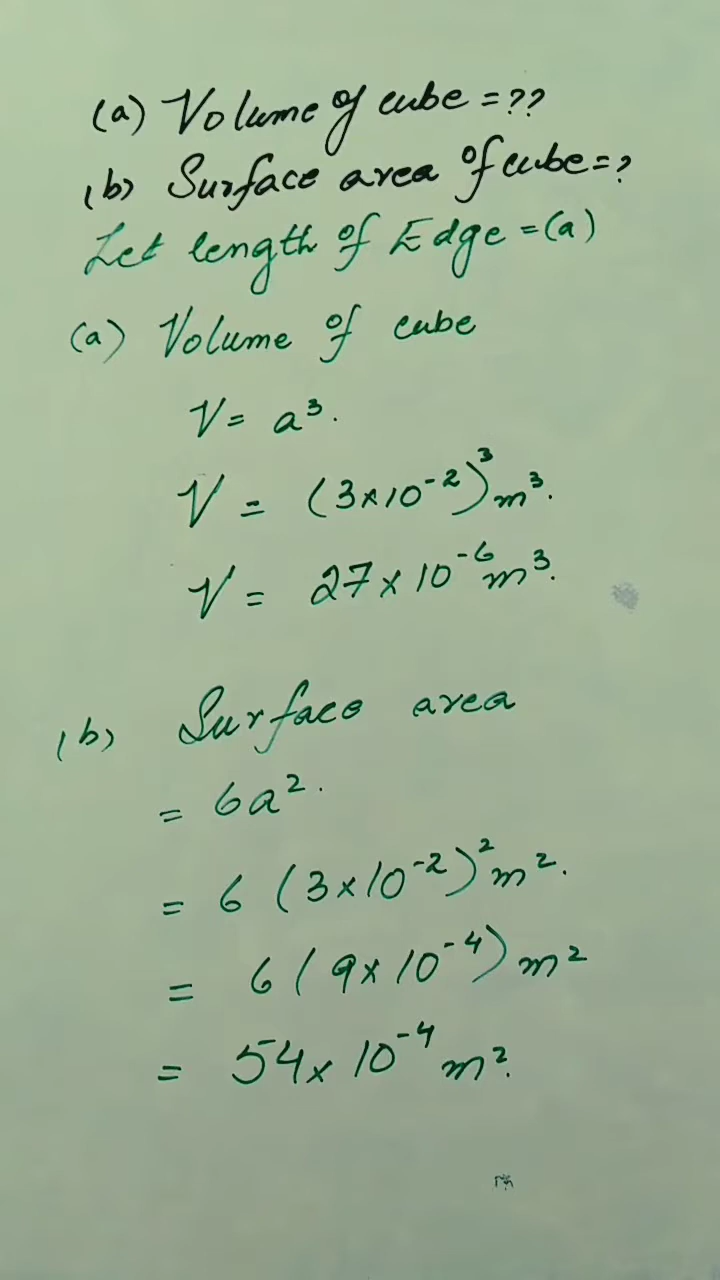 (a) Volume of cube = ??
(b) Surface area of cube = ?
Let length of Edge = (a)
(a) Volume of cube
V = a³.
V = (3×10⁻²)³ m³.
V = 27×10⁻⁶ m³.
(b) Surface area
= 6a².
= 6 (3×10⁻²)² m².
= 6 (9×10⁻⁴) m²
= 54×10⁻⁴ m².